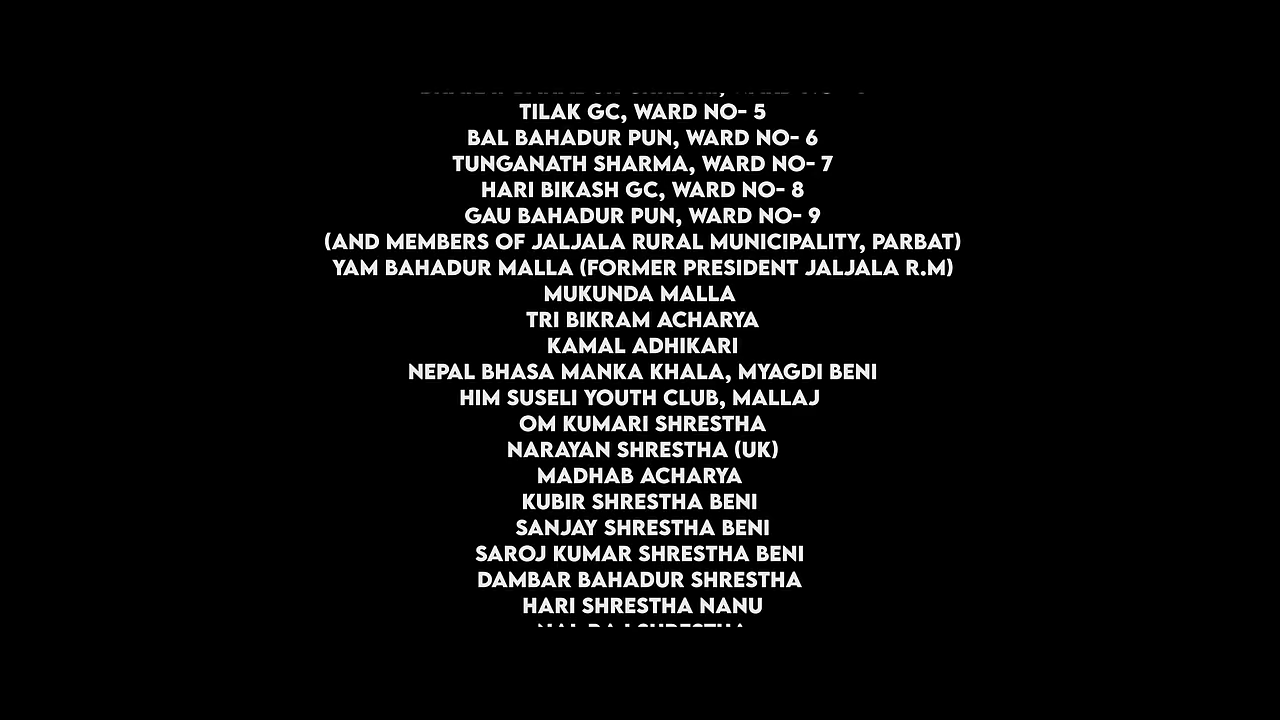 TILAK GC, WARD NO- 5
BAL BAHADUR PUN, WARD NO- 6
TUNGANATH SHARMA, WARD NO- 7
HARI BIKASH GC, WARD NO- 8
GAU BAHADUR PUN, WARD NO- 9
(AND MEMBERS OF JALJALA RURAL MUNICIPALITY, PARBAT)
YAM BAHADUR MALLA (FORMER PRESIDENT JALJALA R.M)
MUKUNDA MALLA
TRI BIKRAM ACHARYA
KAMAL ADHIKARI
NEPAL BHASA MANKA KHALA, MYAGDI BENI
HIM SUSELI YOUTH CLUB, MALLAJ
OM KUMARI SHRESTHA
NARAYAN SHRESTHA (UK)
MADHAB ACHARYA
KUBIR SHRESTHA BENI
SANJAY SHRESTHA BENI
SAROJ KUMAR SHRESTHA BENI
DAMBAR BAHADUR SHRESTHA
HARI SHRESTHA NANU